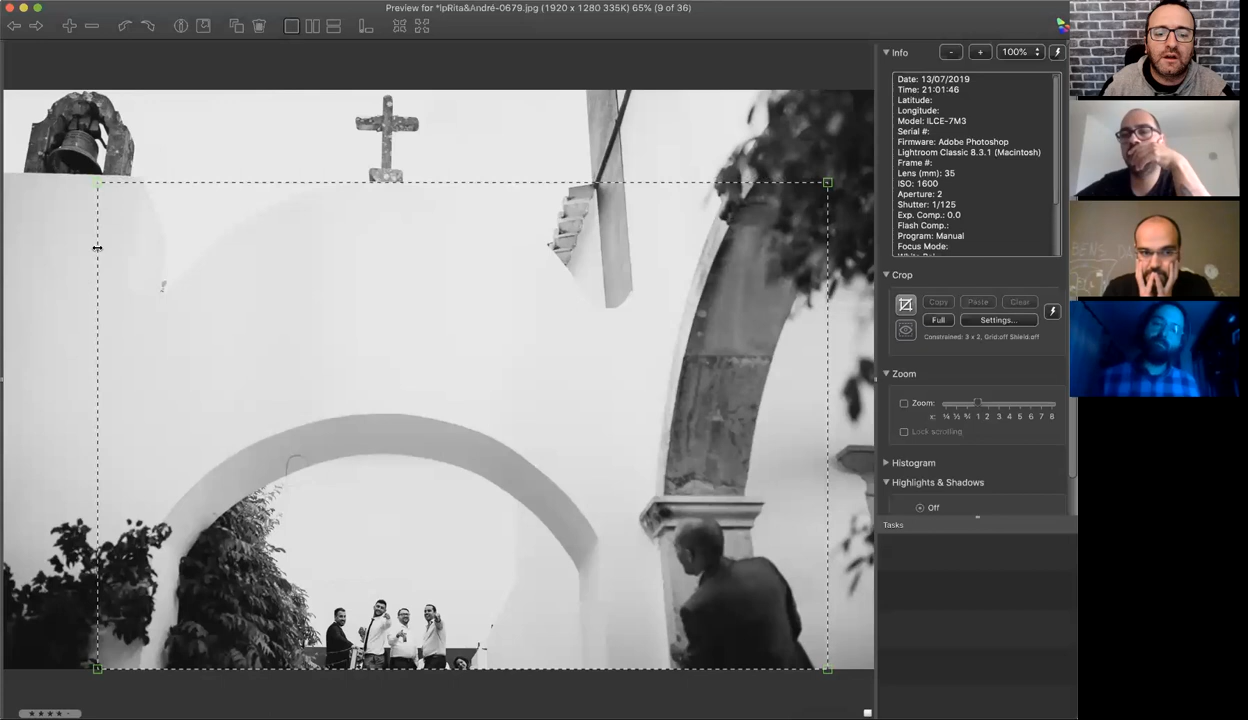 Preview for *lpRita&André-0679.jpg (1920 x 1280 335K) 65% (9 of 36)
Info
-
+
100%
Date: 13/07/2019
Time: 21:01:46
Latitude:
Longitude:
Model: ILCE-7M3
Serial #:
Firmware: Adobe Photoshop
Lightroom Classic 8.3.1 (Macintosh)
Frame #:
Lens (mm): 35
ISO: 1600
Aperture: 2
Shutter: 1/125
Exp. Comp.: 0.0
Flash Comp.:
Program: Manual
Focus Mode:
Crop
Copy
Paste
Clear
Full
Settings...
Constrained: 3 x 2, Grid:off Shield:off
Zoom
Zoom:
x: ¼ ½ ¾ 1 2 3 4 5 6 7 8
Lock scrolling
Histogram
Highlights & Shadows
Off
Tasks